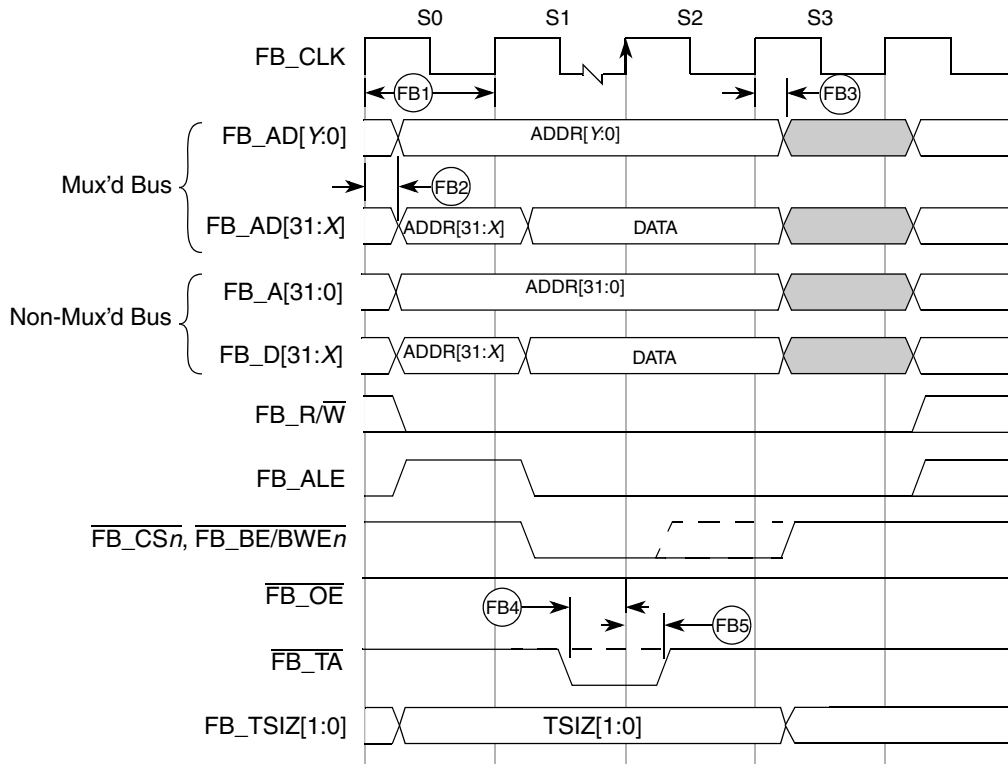 S0 S1 S2 S3
FB_CLK
FB1 FB3
FB_AD[Y:0] ADDR[Y:0]
Mux'd Bus
FB2
FB_AD[31:X] ADDR[31:X] DATA
FB_A[31:0] ADDR[31:0]
Non-Mux'd Bus
FB_D[31:X] ADDR[31:X] DATA
FB_R/W
FB_ALE
FB_CSn, FB_BE/BWEn
FB_OE
FB4 FB5
FB_TA
FB_TSIZ[1:0] TSIZ[1:0]